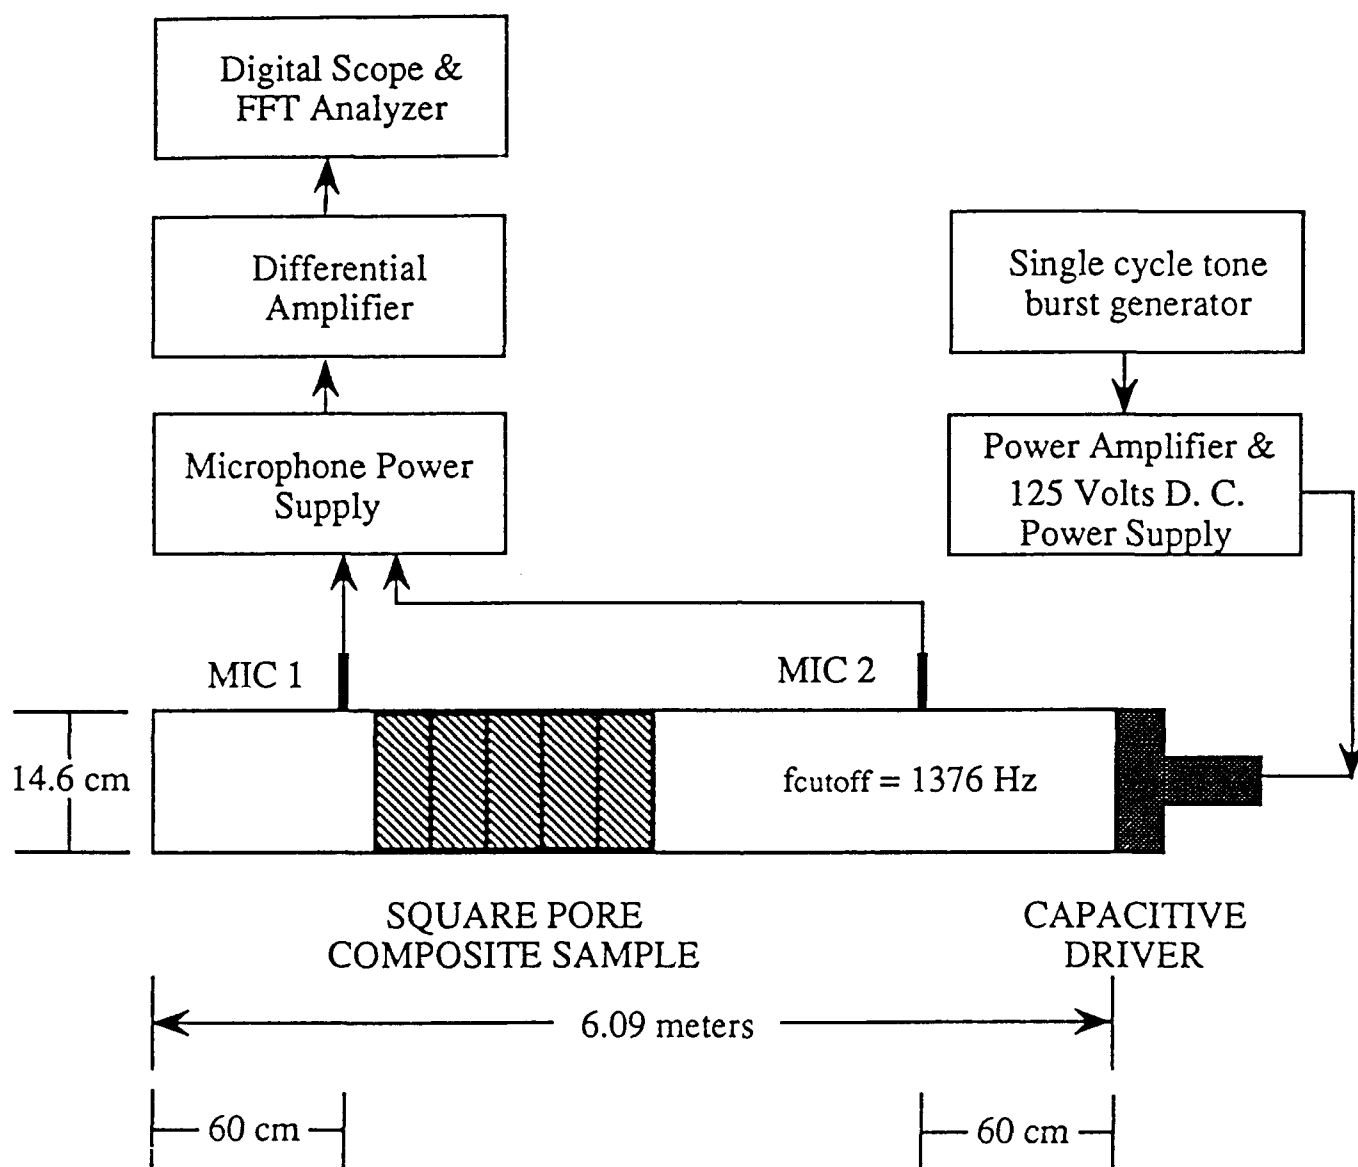 Digital Scope &
FFT Analyzer
Differential
Amplifier
Single cycle tone
burst generator
Microphone Power
Supply
Power Amplifier &
125 Volts D. C.
Power Supply
MIC 1
MIC 2
14.6 cm
fcutoff = 1376 Hz
SQUARE PORE
COMPOSITE SAMPLE
CAPACITIVE
DRIVER
6.09 meters
60 cm
60 cm